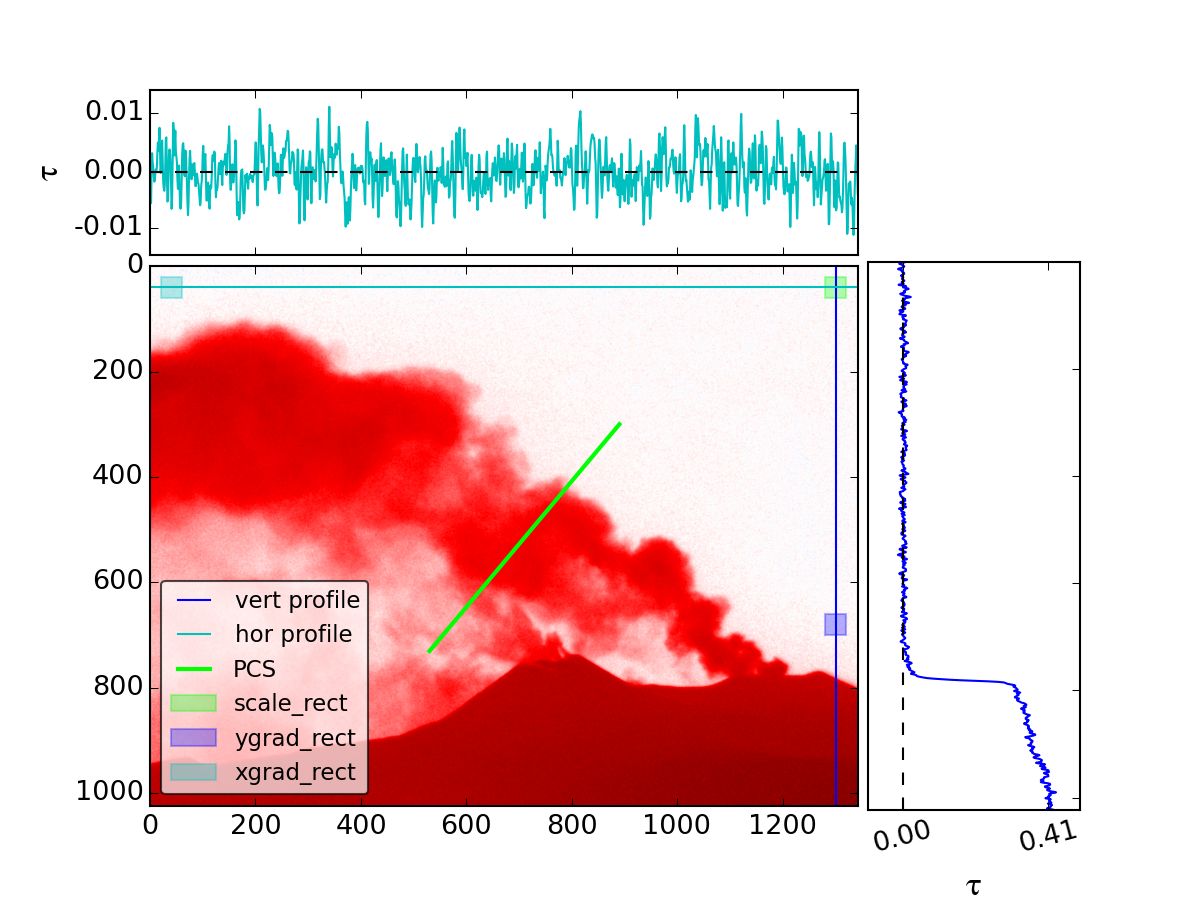 0.01
0.00
-0.01
τ
0
200
400
600
800
1000
vert profile
hor profile
PCS
scale_rect
ygrad_rect
xgrad_rect
0 200 400 600 800 1000 1200
0.00 0.41
τ